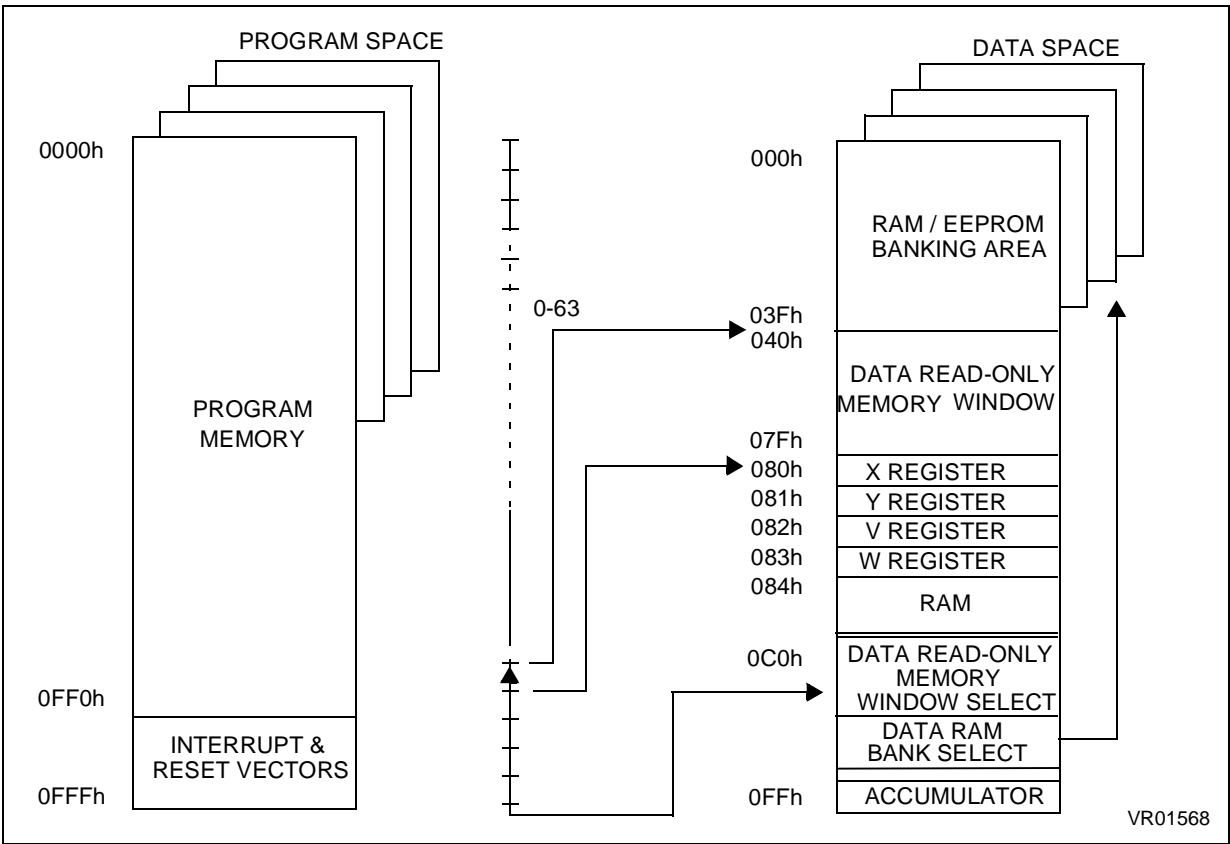 PROGRAM SPACE
0000h
PROGRAM
MEMORY
0FF0h
INTERRUPT &
RESET VECTORS
0FFFh
0-63
DATA SPACE
000h
RAM / EEPROM
BANKING AREA
03Fh
040h
DATA READ-ONLY
MEMORY WINDOW
07Fh
080h
X REGISTER
081h
Y REGISTER
082h
V REGISTER
083h
W REGISTER
084h
RAM
0C0h
DATA READ-ONLY
MEMORY
WINDOW SELECT
DATA RAM
BANK SELECT
0FFh
ACCUMULATOR
VR01568